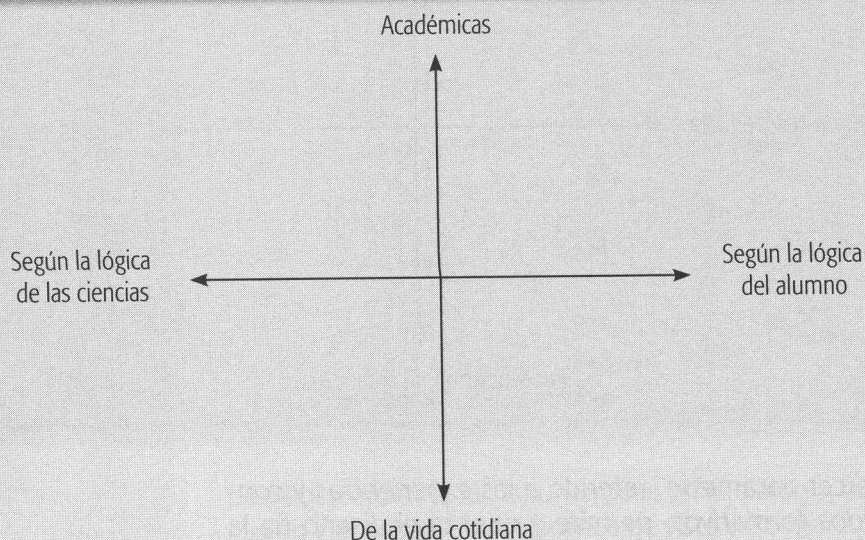 Académicas
Según la lógica
de las ciencias
Según la lógica
del alumno
De la vida cotidiana